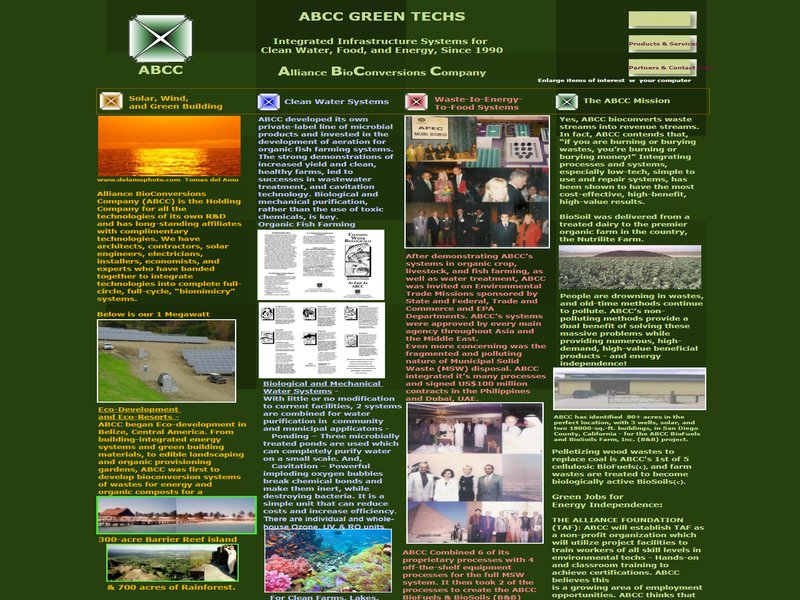 ABCC GREEN TECHS
Integrated Infrastructure Systems for
Clean Water, Food, and Energy, Since 1990
Alliance BioConversions Company
ABCC
Products & Services
Partners & Contact
Enlarge items of interest w your computer
Solar, Wind,
and Green Building
www.delamophoto.com Tomas del Amo
Alliance BioConversions
Company (ABCC) is the Holding
Company for all the
technologies of its own R&D
and has long-standing affiliates
with complimentary
technologies. We have
architects, contractors, solar
engineers, electricians,
installers, economists, and
experts who have banded
together to integrate
technologies into complete full-
circle, full-cycle, "biomimicry"
systems.
Below is our 1 Megawatt
Eco-Development
and Eco-Resorts -
ABCC began Eco-development in
Belize, Central America. From
building-integrated energy
systems and green building
materials, to edible landscaping
and organic provisioning
gardens, ABCC was first to
develop bioconversion systems
of wastes for energy and
organic composts for a
300-acre Barrier Reef island
& 700 acres of Rainforest.
Clean Water Systems
ABCC developed its own
private-label line of microbial
products and invested in the
development of aeration for
organic fish farming systems.
The strong demonstrations of
increased yield and clean,
healthy farms, led to
successes in wastewater
treatment, and cavitation
technology. Biological and
mechanical purification,
rather than the use of toxic
chemicals, is key.
Organic Fish Farming
CLEANING
WATER
BIOLOGICALLY
As Fact As
ABCC
Biological and Mechanical
Water Systems -
With little or no modification
to current facilities, 2 systems
are combined for water
purification in community
and municipal applicatons -
Ponding – Three microbially
treated ponds are used which
can completely purify water
on a small scale. And,
Cavitation – Powerful
imploding oxygen bubbles
break chemical bonds and
make them inert, while
destroying bacteria. It is a
simple unit that can reduce
costs and increase efficiency.
There are individual and whole-
house Ozone, UV, & RO units
For Clean Farms, Lakes,
Waste-to-Energy-
To-Food Systems
APEC
MEANS BUSINESS
After demonstrating ABCC's
systems in organic crop,
livestock, and fish farming, as
well as water treatment, ABCC
was invited on Environmental
Trade Missions sponsored by
State and Federal, Trade and
Commerce and EPA
Departments. ABCC's systems
were approved by every main
agency throughout Asia and
the Middle East.
Even more concerning was the
fragmented and polluting
nature of Municipal Solid
Waste (MSW) disposal. ABCC
integrated it's many processes
and signed US$100 million
contracts in the Philippines
and Dubai, UAE.
ABCC Combined 6 of its
proprietary processes with 4
off-the-shelf equipment
processes for the full MSW
system. It then took 2 of the
processes to create the ABCC
BioFuels & BioSoils (B&B)
The ABCC Mission
Yes, ABCC bioconverts waste
streams into revenue streams.
In fact, ABCC contends that,
"if you are burning or burying
wastes, you're burning or
burying money!" Integrating
processes and systems,
especially low-tech, simple to
use and repair systems, has
been shown to have the most
cost-effective, high-benefit,
high-value results.
BioSoil was delivered from a
treated dairy to the premier
organic farm in the country,
the Nutrilite Farm.
People are drowning in wastes,
and old-time methods continue
to pollute. ABCC's non-
polluting methods provide a
dual benefit of solving these
massive problems while
providing numerous, high-
demand, high-value beneficial
products - and energy
independence!
ABCC has identified 80+ acres in the
perfect location, with 3 wells, solar, and
two 18000-sq.-ft. buildings, in San Diego
County, California - for the ABCC BioFuels
and BioSoils Farm, Inc. (B&B) project.
Pelletizing wood wastes to
replace coal is ABCC's 1st of 5
cellulosic BioFuels(c), and farm
wastes are treated to become
biologically active BioSoils(c).
Green Jobs for
Energy Independence:
THE ALLIANCE FOUNDATION
(TAF): ABCC will establish TAF as
a non-profit organization which
will utilize project facilities to
train workers of all skill levels in
environmental techs - Hands-on
and classroom training to
achieve certifications. ABCC
believes this
is a growing area of employment
opportunities. ABCC thinks that